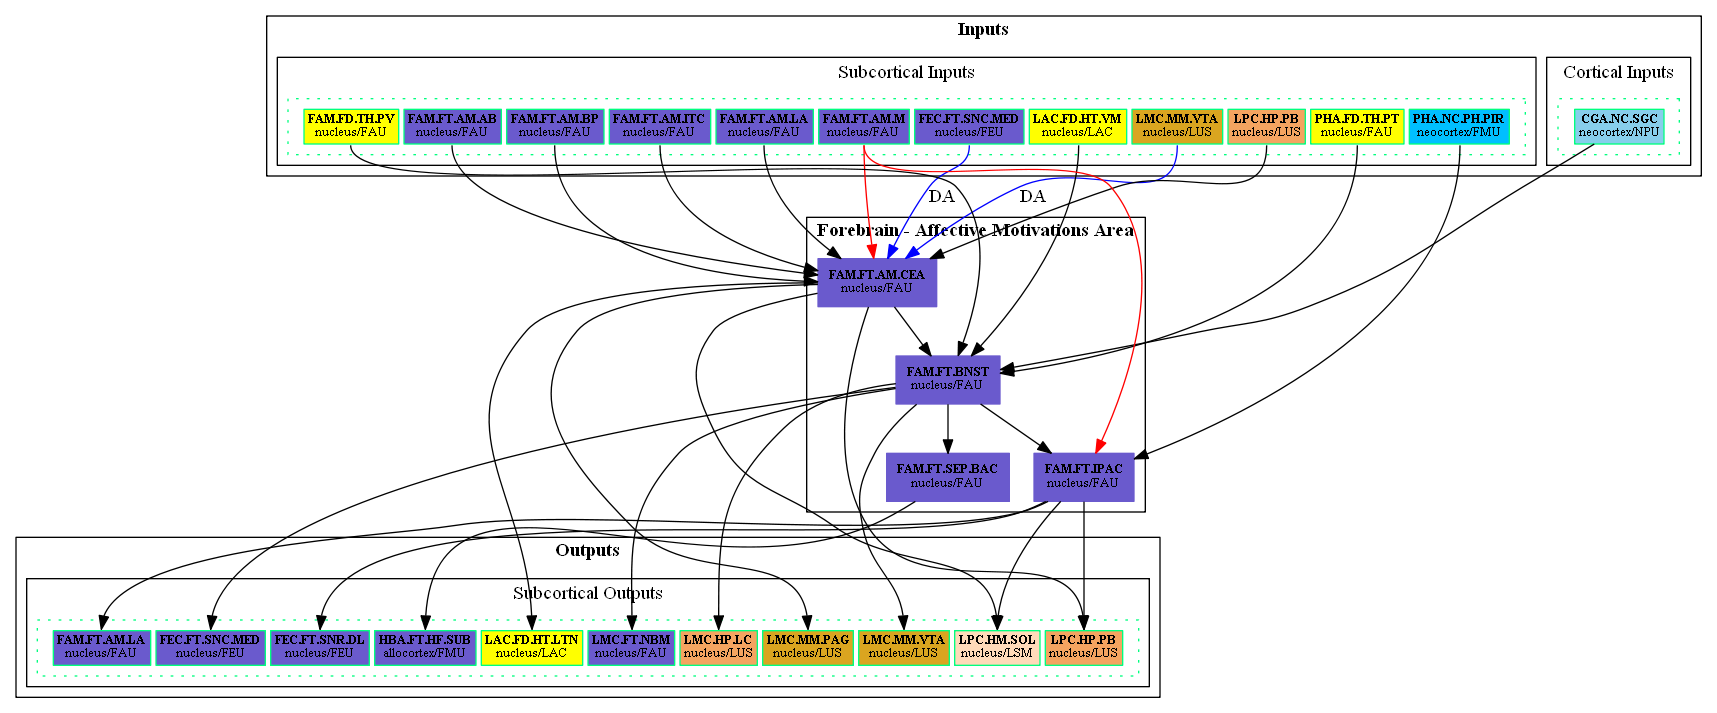 Inputs
Subcortical Inputs
Cortical Inputs
FAM.FD.TH.PV
nucleus/FAU
FAM.FT.AM.AB
nucleus/FAU
FAM.FT.AM.BP
nucleus/FAU
FAM.FT.AM.ITC
nucleus/FAU
FAM.FT.AM.LA
nucleus/FAU
FAM.FT.AM.M
nucleus/FAU
FEC.FT.SNC.MED
nucleus/FEU
LAC.FD.HT.VM
nucleus/LAC
LMC.MM.VTA
nucleus/LUS
LPC.HP.PB
nucleus/LUS
PHA.FD.TH.PT
nucleus/FAU
PHA.NC.PH.PIR
neocortex/FMU
CGA.NC.SGC
neocortex/NPU
DA
DA
Forebrain - Affective Motivations Area
FAM.FT.AM.CEA
nucleus/FAU
FAM.FT.BNST
nucleus/FAU
FAM.FT.SEP.BAC
nucleus/FAU
FAM.FT.IPAC
nucleus/FAU
Outputs
Subcortical Outputs
FAM.FT.AM.LA
nucleus/FAU
FEC.FT.SNC.MED
nucleus/FEU
FEC.FT.SNR.DL
nucleus/FEU
HBA.FT.HF.SUB
allocortex/FMU
LAC.FD.HT.LTN
nucleus/LAC
LMC.FT.NBM
nucleus/FAU
LMC.HP.LC
nucleus/LUS
LMC.MM.PAG
nucleus/LUS
LMC.MM.VTA
nucleus/LUS
LPC.HM.SOL
nucleus/LSM
LPC.HP.PB
nucleus/LUS